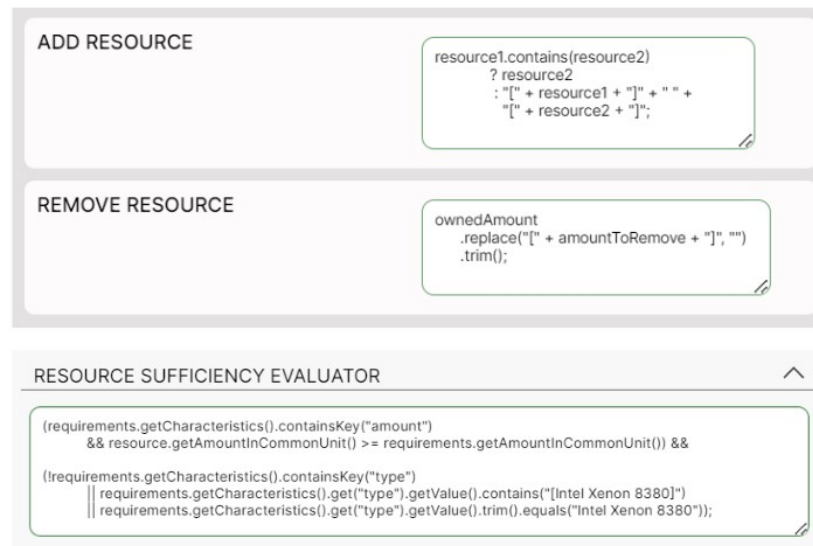 ADD RESOURCE
resource1.contains(resource2)
? resource2
: "[" + resource1 + "]" + " " +
"[" + resource2 + "]";
REMOVE RESOURCE
ownedAmount
.replace("[" + amountToRemove + "]", "")
.trim();
RESOURCE SUFFICIENCY EVALUATOR
(requirements.getCharacteristics().containsKey("amount")
&& resource.getAmountInCommonUnit() >= requirements.getAmountInCommonUnit()) &&
(!requirements.getCharacteristics().containsKey("type")
|| requirements.getCharacteristics().get("type").getValue().contains("[Intel Xenon 8380]")
|| requirements.getCharacteristics().get("type").getValue().trim().equals("Intel Xenon 8380"));